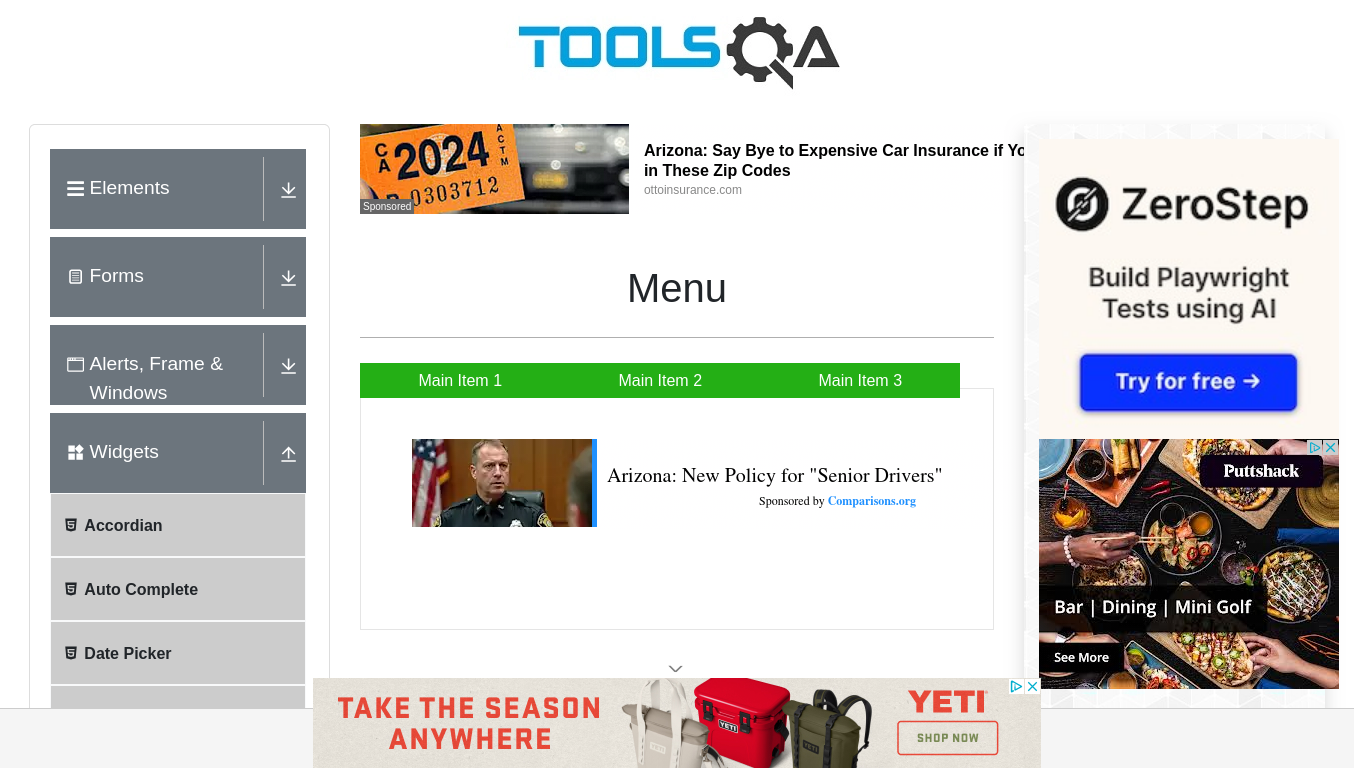 TOOLSQA
Elements
Forms
Alerts, Frame &
Windows
Widgets
Accordian
Auto Complete
Date Picker
CA 2024
ACTM
0303712
Sponsored
Arizona: Say Bye to Expensive Car Insurance if Yo
in These Zip Codes
ottoinsurance.com
Menu
Main Item 1
Main Item 2
Main Item 3
Arizona: New Policy for "Senior Drivers"
Sponsored by Comparisons.org
ZeroStep
Build Playwright
Tests using AI
Try for free →
Puttshack
Bar | Dining | Mini Golf
See More
TAKE THE SEASON
ANYWHERE
YETI
YETI
SHOP NOW